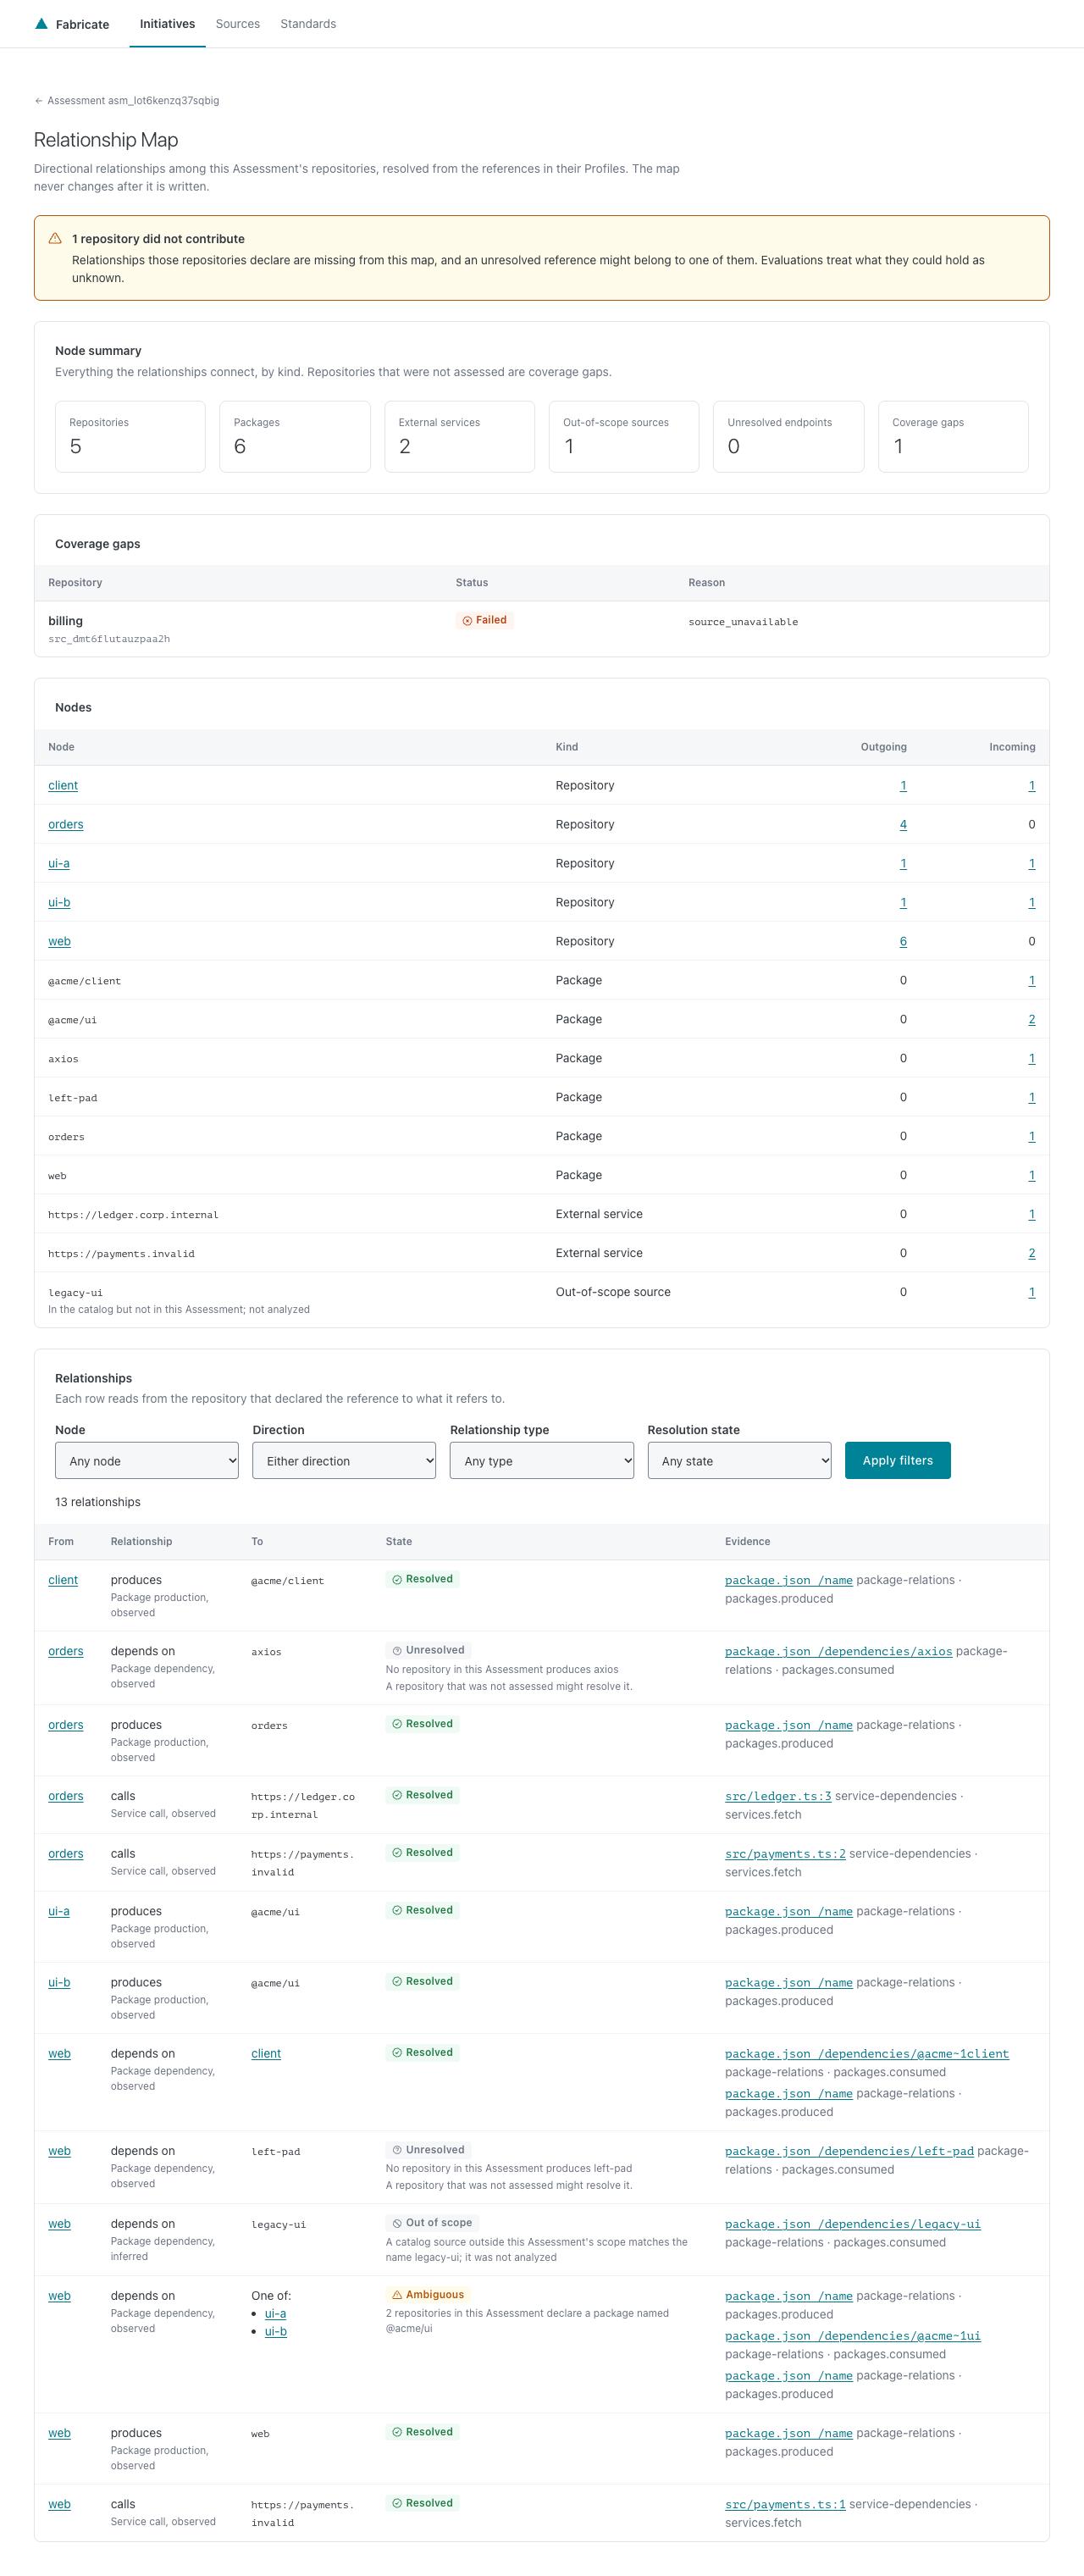 Fabricate Initiatives Sources Standards
← Assessment asm_lot6kenzq37sqbig
Relationship Map
Directional relationships among this Assessment's repositories, resolved from the references in their Profiles. The map
never changes after it is written.
1 repository did not contribute
Relationships those repositories declare are missing from this map, and an unresolved reference might belong to one of them. Evaluations treat what they could hold as
unknown.
Node summary
Everything the relationships connect, by kind. Repositories that were not assessed are coverage gaps.
Repositories Packages External services Out-of-scope sources Unresolved endpoints Coverage gaps
5 6 2 1 0 1
Coverage gaps
Repository Status Reason
billing Failed source_unavailable
src_dmt6flutauzpaa2h
Nodes
Node Kind Outgoing Incoming
client Repository 1 1
orders Repository 4 0
ui-a Repository 1 1
ui-b Repository 1 1
web Repository 6 0
@acme/client Package 0 1
@acme/ui Package 0 2
axios Package 0 1
left-pad Package 0 1
orders Package 0 1
web Package 0 1
https://ledger.corp.internal External service 0 1
https://payments.invalid External service 0 2
legacy-ui Out-of-scope source 0 1
In the catalog but not in this Assessment; not analyzed
Relationships
Each row reads from the repository that declared the reference to what it refers to.
Node Direction Relationship type Resolution state
Any node Either direction Any type Any state Apply filters
13 relationships
From Relationship To State Evidence
client produces @acme/client Resolved package.json /name package-relations ·
Package production, packages.produced
observed
orders depends on axios Unresolved package.json /dependencies/axios package-
Package dependency, No repository in this Assessment produces axios relations · packages.consumed
observed A repository that was not assessed might resolve it.
orders produces orders Resolved package.json /name package-relations ·
Package production, packages.produced
observed
orders calls https://ledger.co Resolved src/ledger.ts:3 service-dependencies ·
Service call, observed rp.internal services.fetch
orders calls https://payments. Resolved src/payments.ts:2 service-dependencies ·
Service call, observed invalid services.fetch
ui-a produces @acme/ui Resolved package.json /name package-relations ·
Package production, packages.produced
observed
ui-b produces @acme/ui Resolved package.json /name package-relations ·
Package production, packages.produced
observed
web depends on client Resolved package.json /dependencies/@acme~1client
Package dependency, package-relations · packages.consumed
observed package.json /name package-relations ·
packages.produced
web depends on left-pad Unresolved package.json /dependencies/left-pad package-
Package dependency, No repository in this Assessment produces left-pad relations · packages.consumed
observed A repository that was not assessed might resolve it.
web depends on legacy-ui Out of scope package.json /dependencies/legacy-ui
Package dependency, A catalog source outside this Assessment's scope matches the package-relations · packages.consumed
inferred name legacy-ui; it was not analyzed
web depends on One of: Ambiguous package.json /name package-relations ·
Package dependency, • ui-a 2 repositories in this Assessment declare a package named packages.produced
observed • ui-b @acme/ui package.json /dependencies/@acme~1ui
package-relations · packages.consumed
package.json /name package-relations ·
packages.produced
web produces web Resolved package.json /name package-relations ·
Package production, packages.produced
observed
web calls https://payments. Resolved src/payments.ts:1 service-dependencies ·
Service call, observed invalid services.fetch